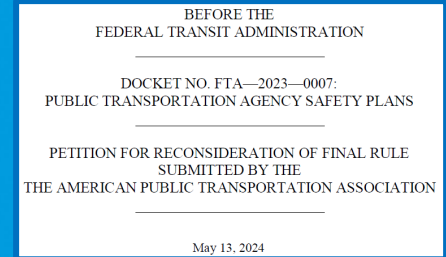 BEFORE THE
FEDERAL TRANSIT ADMINISTRATION
DOCKET NO. FTA—2023—0007:
PUBLIC TRANSPORTATION AGENCY SAFETY PLANS
PETITION FOR RECONSIDERATION OF FINAL RULE
SUBMITTED BY THE
THE AMERICAN PUBLIC TRANSPORTATION ASSOCIATION
May 13, 2024